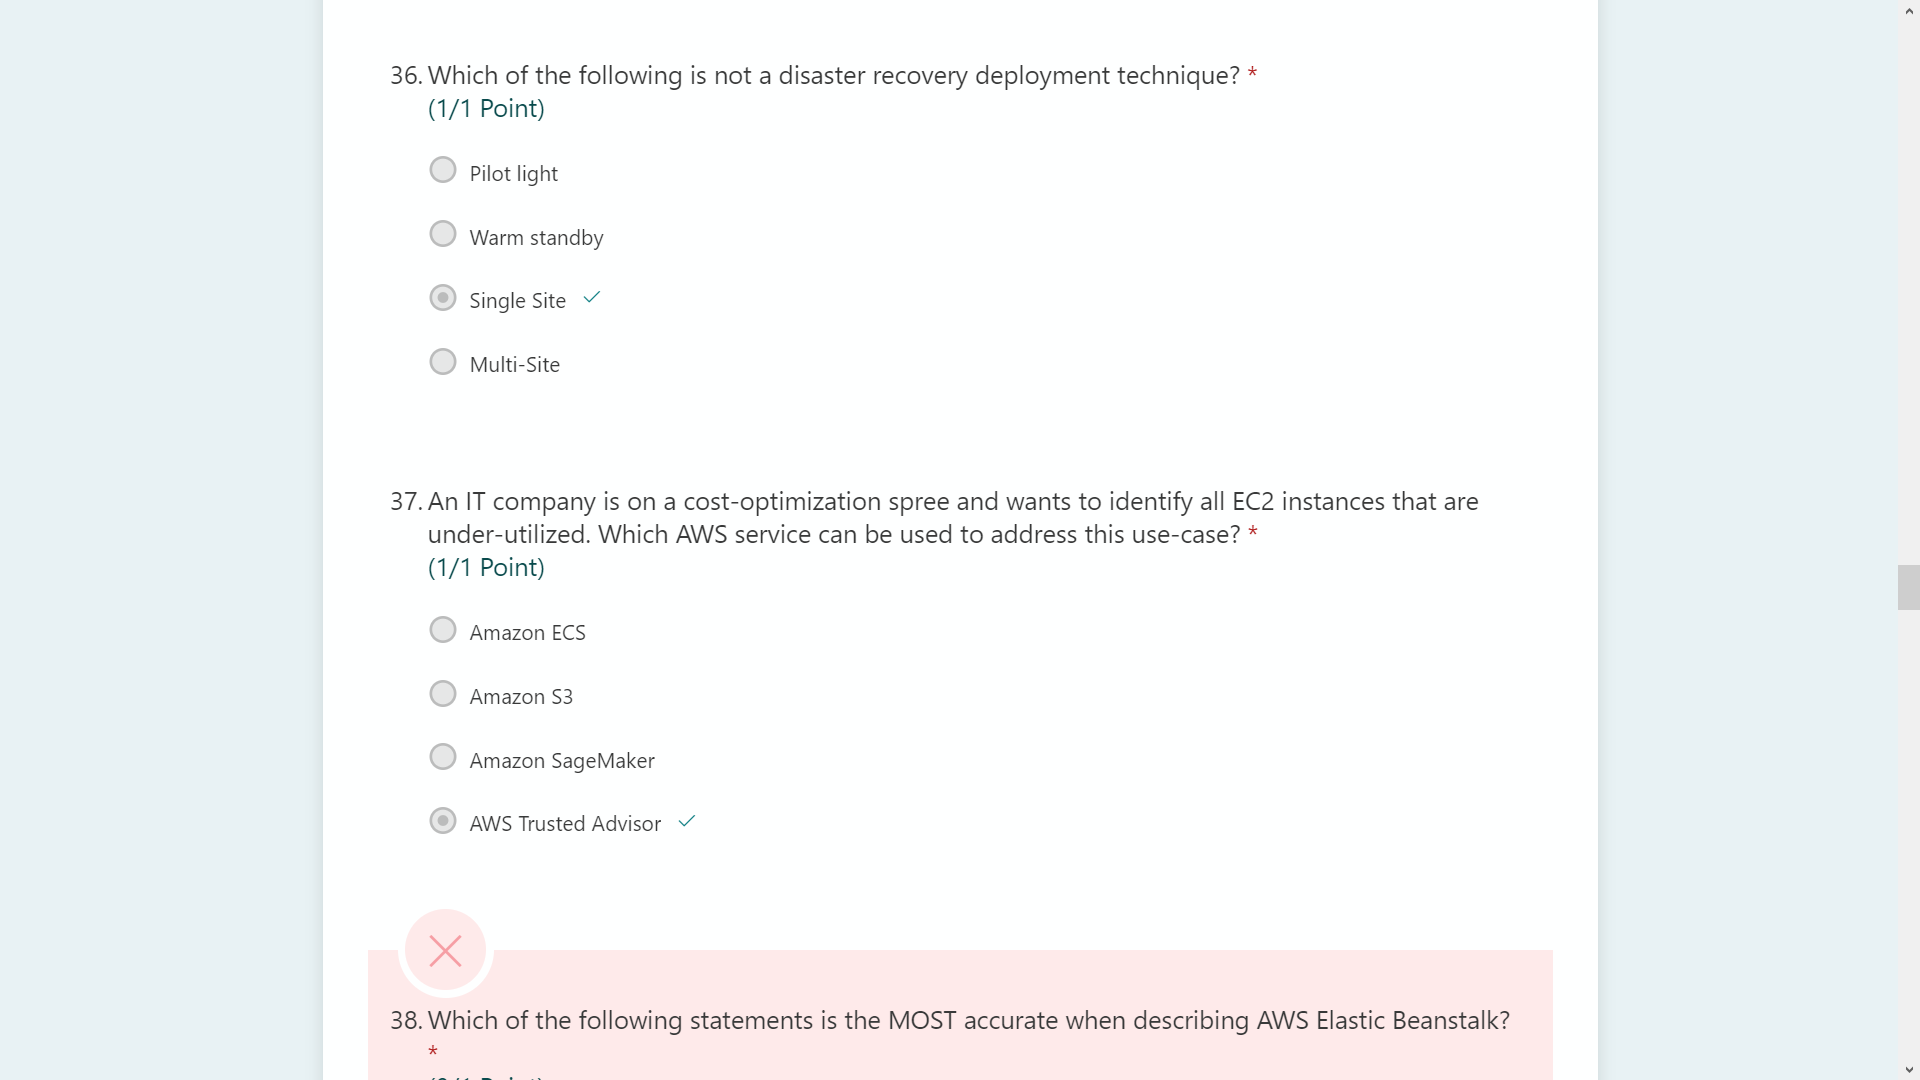 36. Which of the following is not a disaster recovery deployment technique? *
(1/1 Point)
Pilot light
Warm standby
Single Site
Multi-Site
37. An IT company is on a cost-optimization spree and wants to identify all EC2 instances that are
under-utilized. Which AWS service can be used to address this use-case? *
(1/1 Point)
Amazon ECS
Amazon S3
Amazon SageMaker
AWS Trusted Advisor
38. Which of the following statements is the MOST accurate when describing AWS Elastic Beanstalk?
*